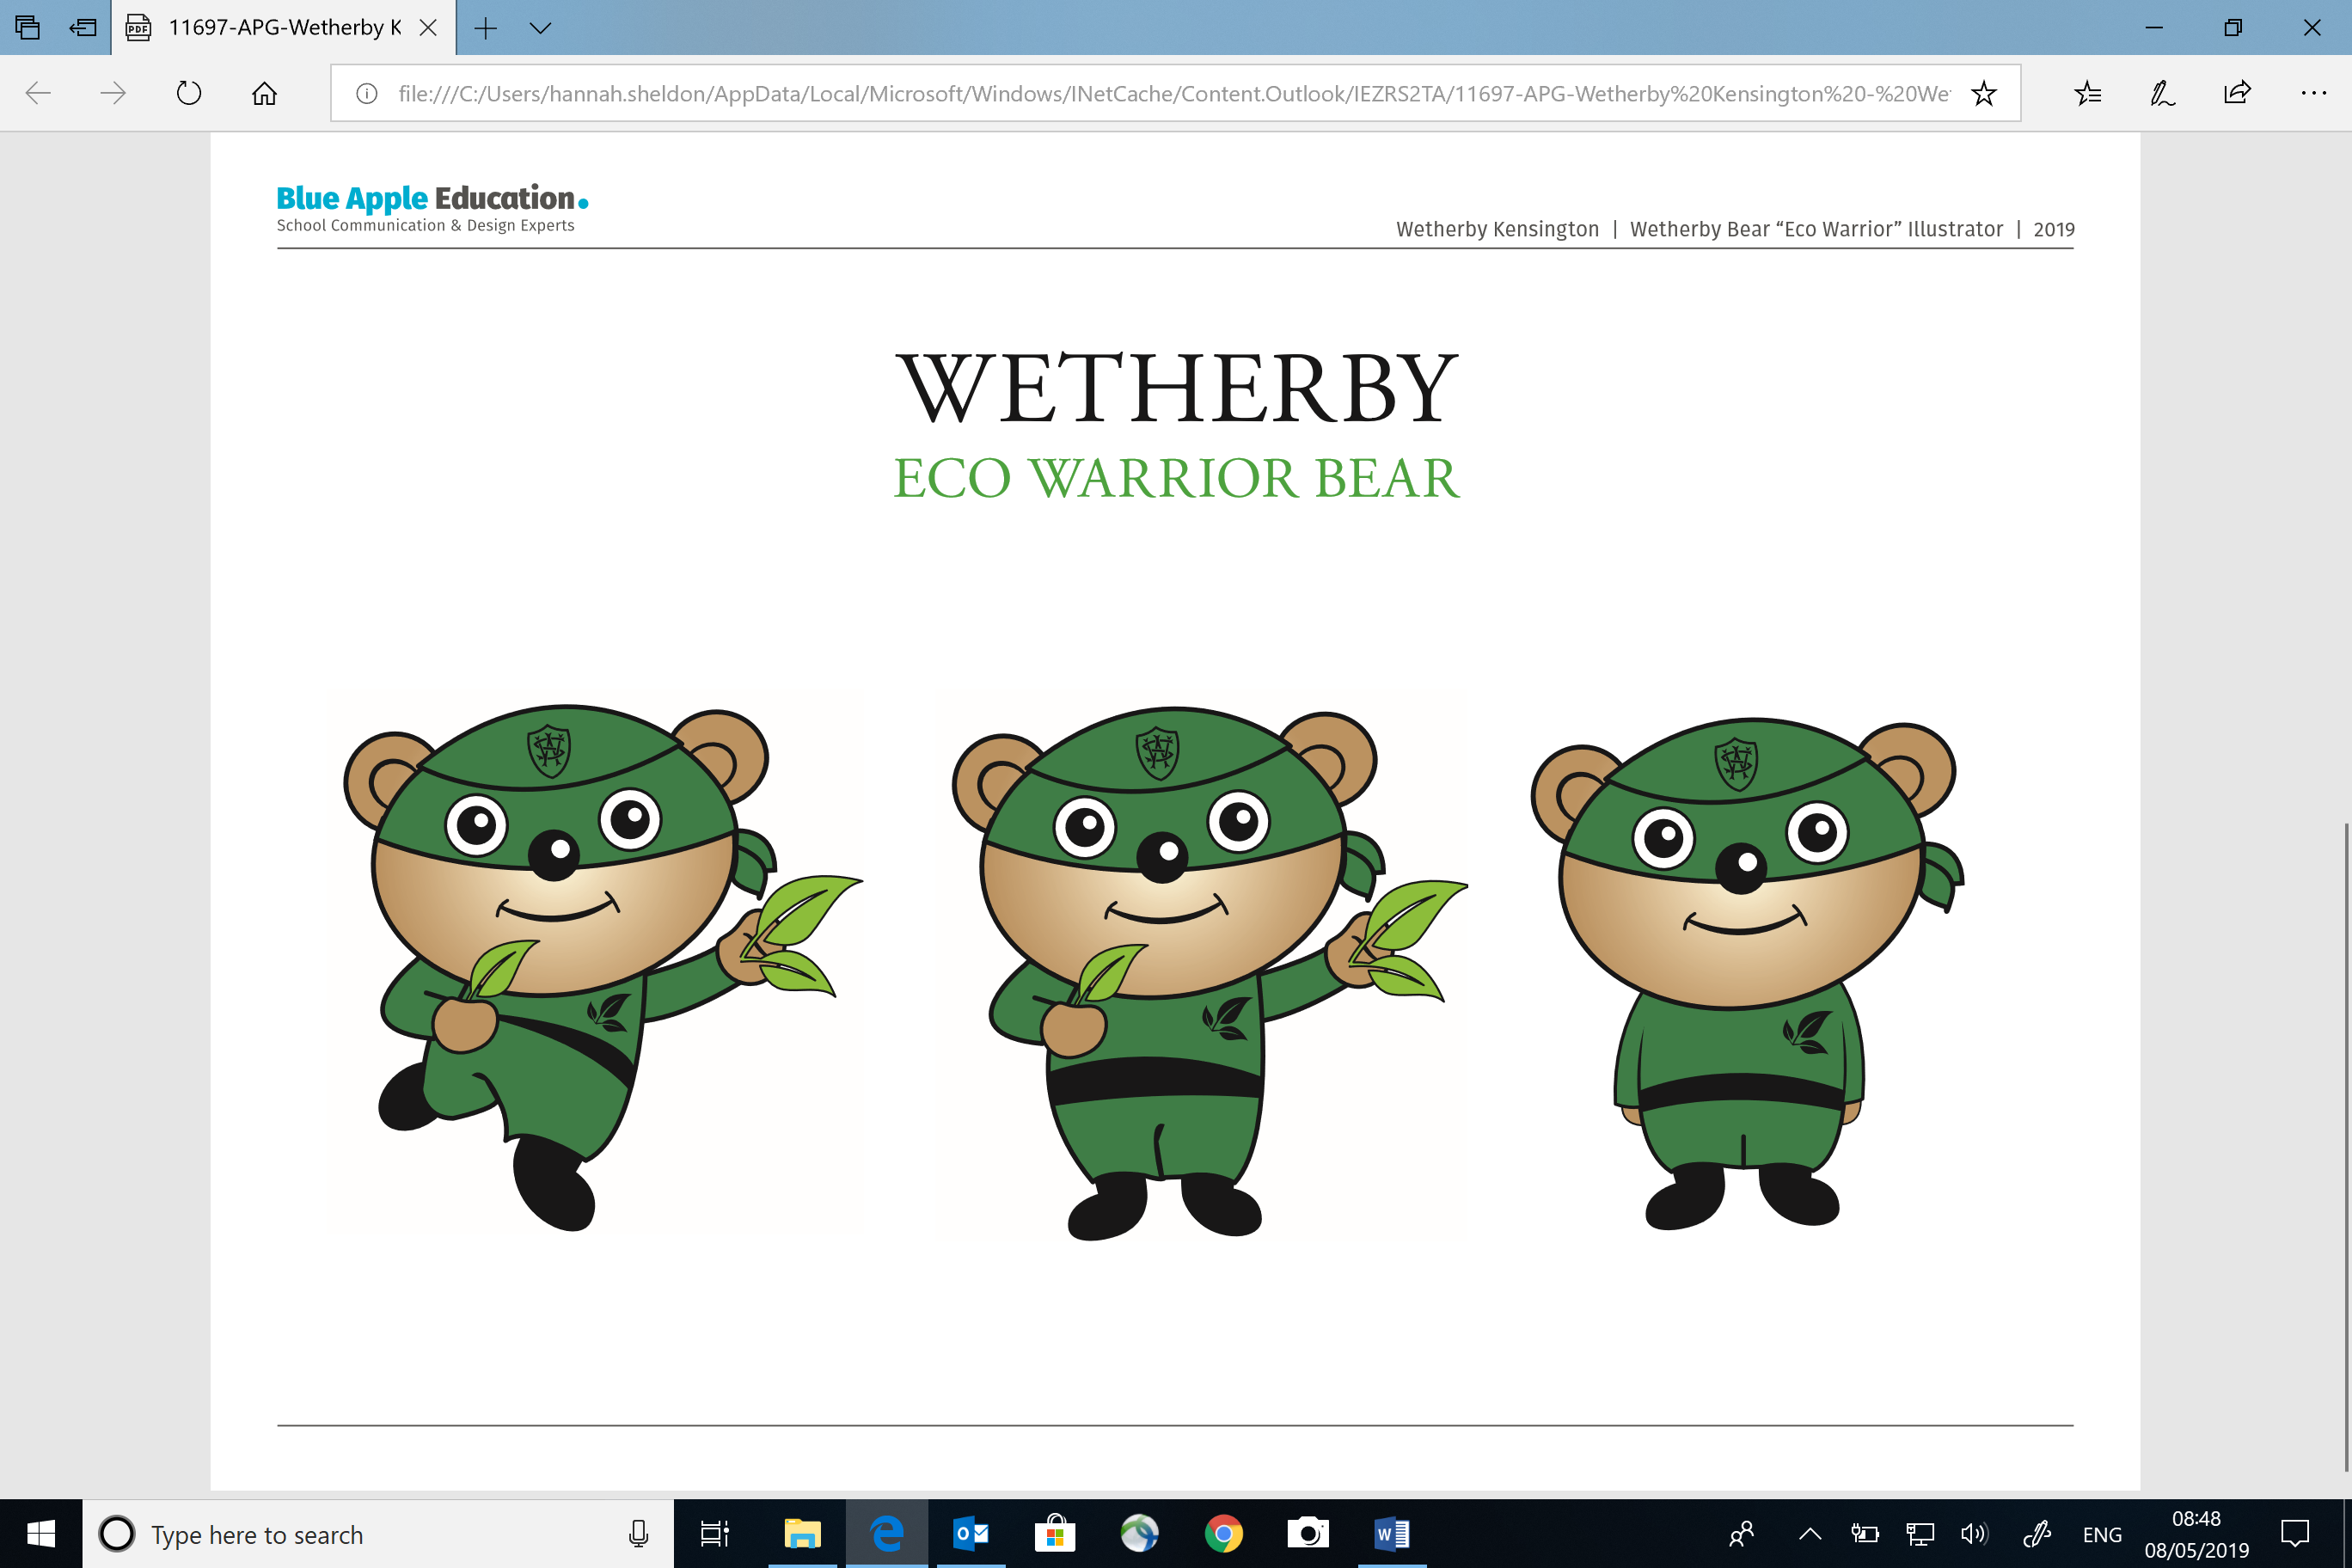 11697-APG-Wetherby K
file:///C:/Users/hannah.sheldon/AppData/Local/Microsoft/Windows/INetCache/Content.Outlook/IEZRS2TA/11697-APG-Wetherby%20Kensington%20-%20We
Blue Apple Education.
School Communication & Design Experts
Wetherby Kensington | Wetherby Bear “Eco Warrior” Illustrator | 2019
WETHERBY
ECO WARRIOR BEAR
Type here to search
ENG
08:48
08/05/2019